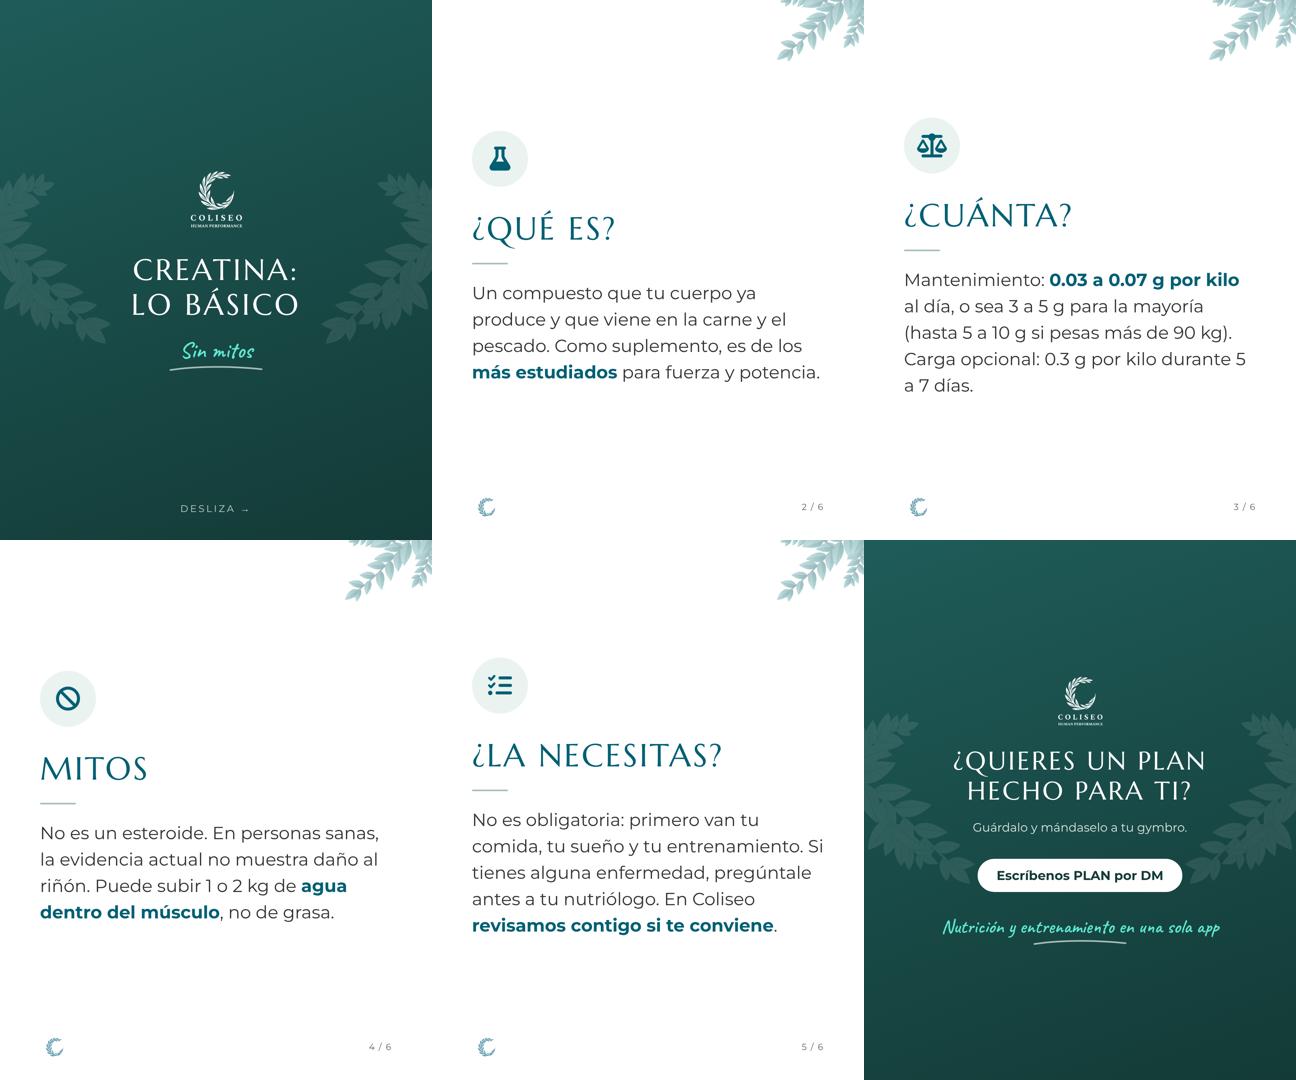 COLISEO
HUMAN PERFORMANCE
CREATINA:
LO BÁSICO
Sin mitos
DESLIZA →
¿QUÉ ES?
Un compuesto que tu cuerpo ya
produce y que viene en la carne y el
pescado. Como suplemento, es de los
más estudiados para fuerza y potencia.
2 / 6
¿CUÁNTA?
Mantenimiento: 0.03 a 0.07 g por kilo
al día, o sea 3 a 5 g para la mayoría
(hasta 5 a 10 g si pesas más de 90 kg).
Carga opcional: 0.3 g por kilo durante 5
a 7 días.
3 / 6
MITOS
No es un esteroide. En personas sanas,
la evidencia actual no muestra daño al
riñón. Puede subir 1 o 2 kg de agua
dentro del músculo, no de grasa.
4 / 6
¿LA NECESITAS?
No es obligatoria: primero van tu
comida, tu sueño y tu entrenamiento. Si
tienes alguna enfermedad, pregúntale
antes a tu nutriólogo. En Coliseo
revisamos contigo si te conviene.
5 / 6
COLISEO
HUMAN PERFORMANCE
¿QUIERES UN PLAN
HECHO PARA TI?
Guárdalo y mándaselo a tu gymbro.
Escríbenos PLAN por DM
Nutrición y entrenamiento en una sola app